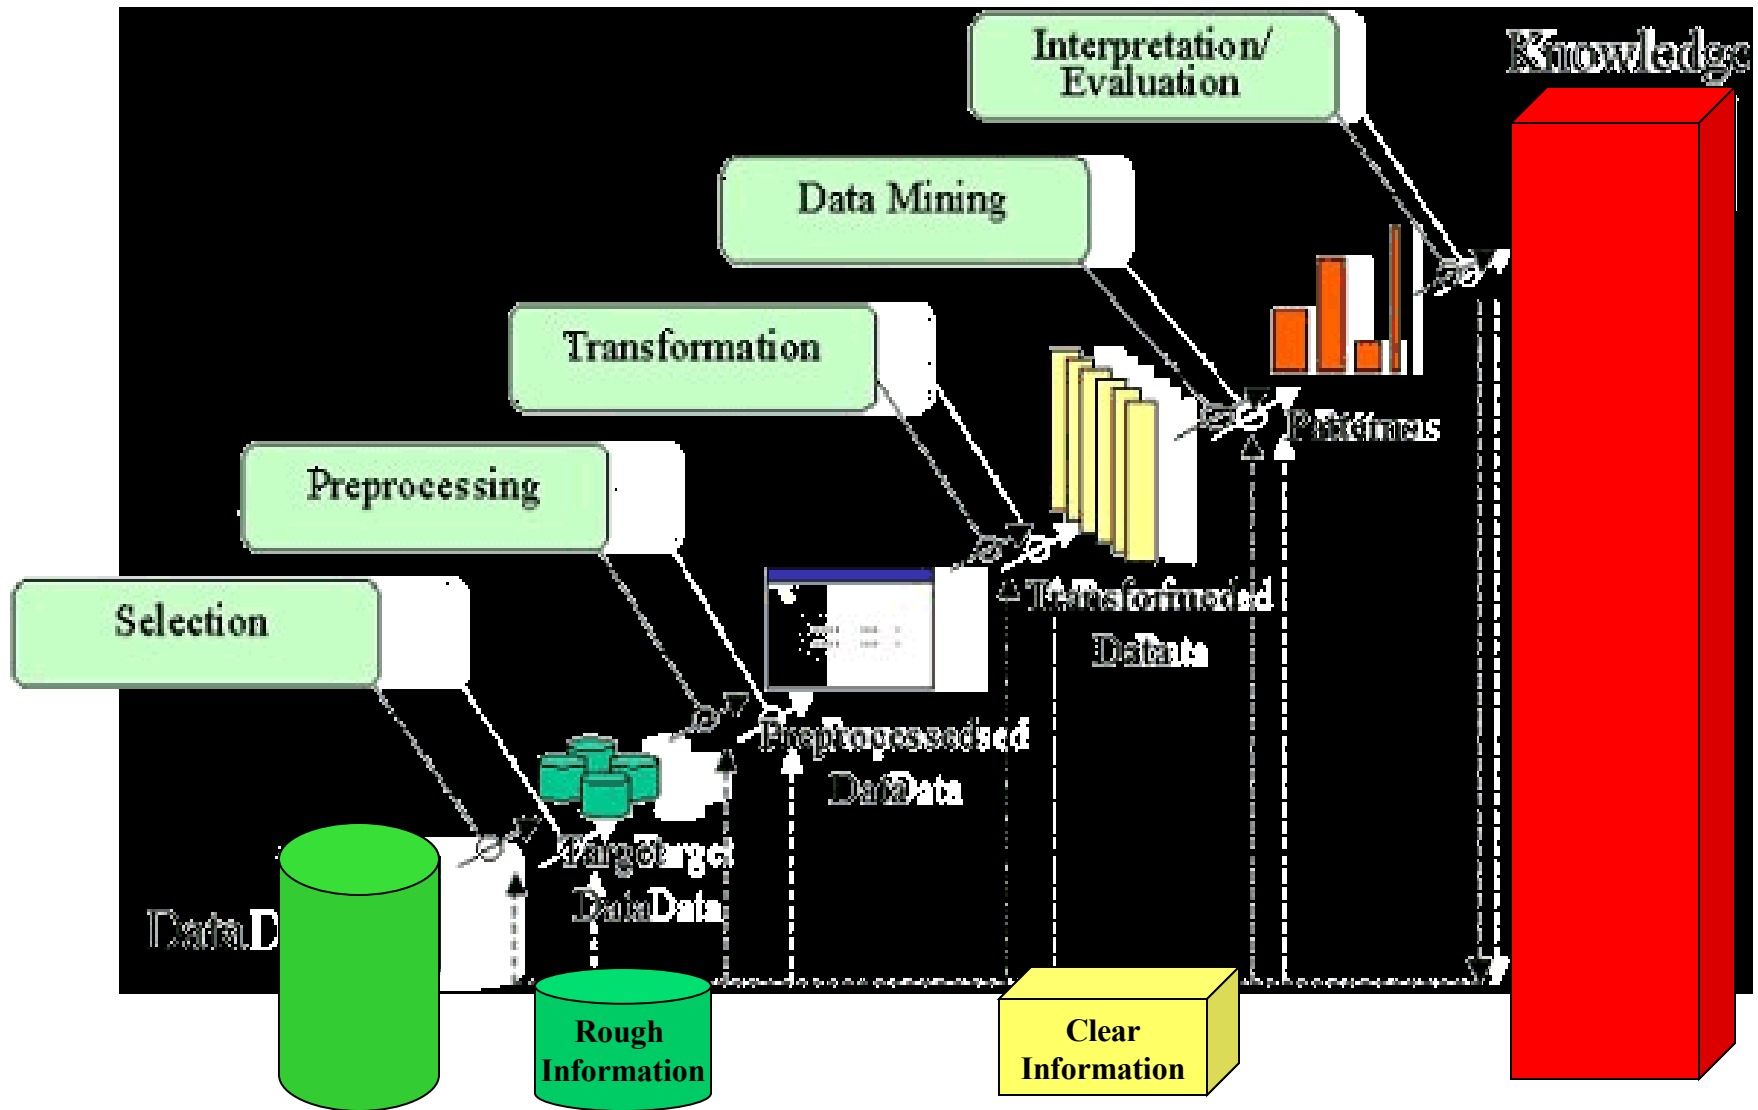 Interpretation/
Evaluation
Knowledge
Data Mining
Transformation
Patterns
Preprocessing
Transformed
Data
Selection
Preprocessed
Data
Target
Data
Data
Rough
Information
Clear
Information